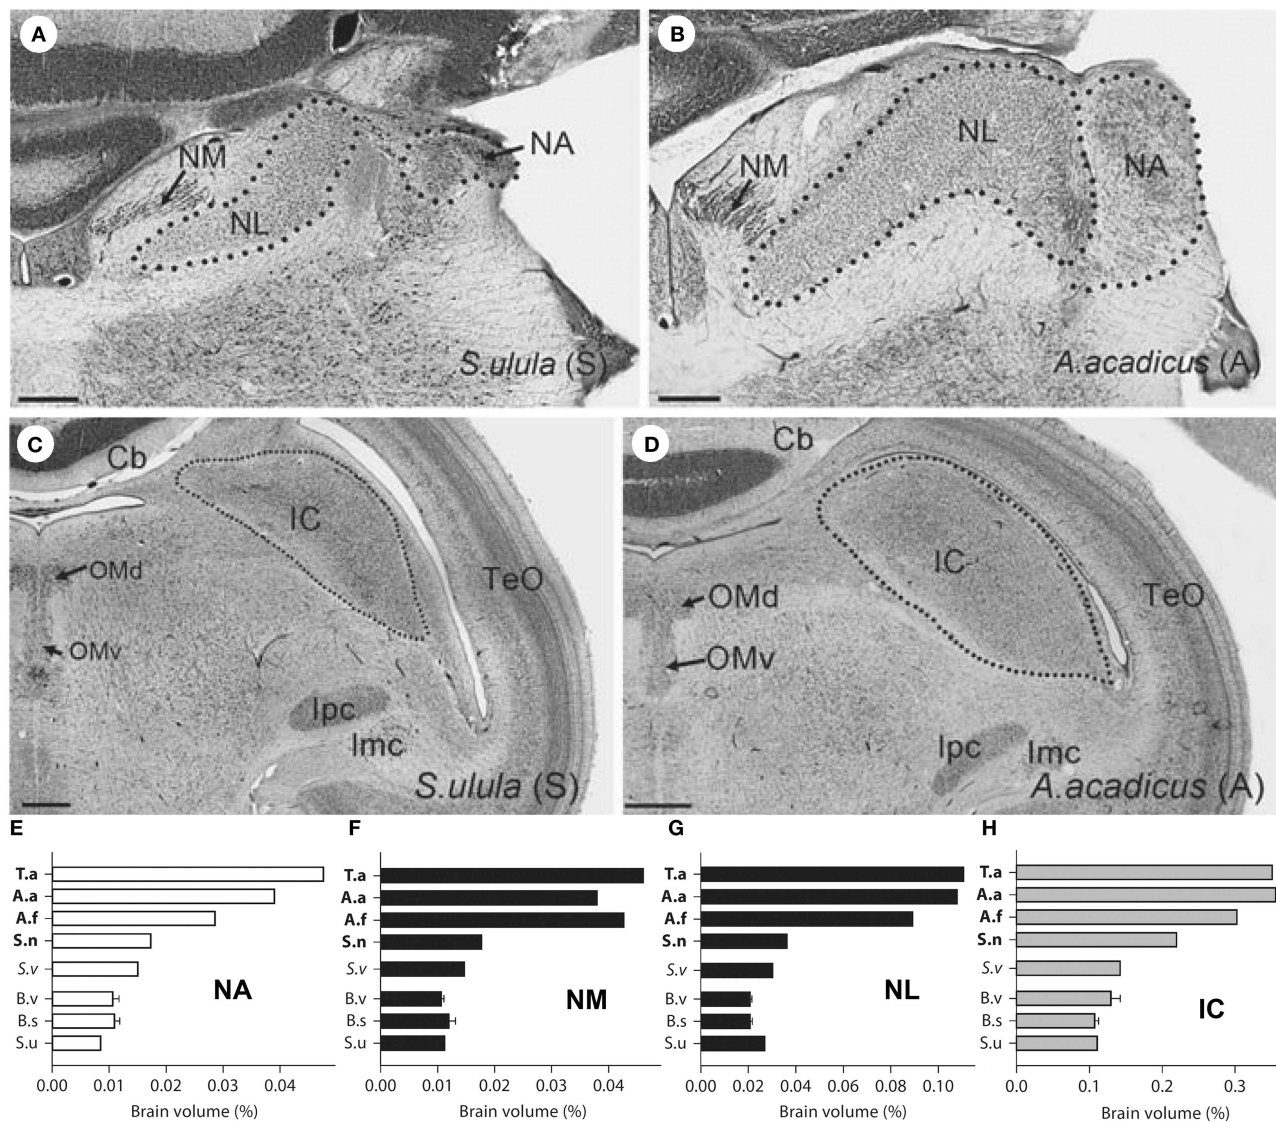 A
NM
NL
NA
S.ulula (S)
B
NM
NL
NA
A.acadicus (A)
C
Cb
IC
OMd
TeO
OMv
Ipc
Imc
S.ulula (S)
D
Cb
IC
OMd
TeO
OMv
Ipc
Imc
A.acadicus (A)
E
T.a
A.a
A.f
S.n
S.v
B.v
B.s
S.u
NA
0.00 0.01 0.02 0.03 0.04
Brain volume (%)
F
T.a
A.a
A.f
S.n
S.v
B.v
B.s
S.u
NM
0.00 0.01 0.02 0.03 0.04
Brain volume (%)
G
T.a
A.a
A.f
S.n
S.v
B.v
B.s
S.u
NL
0.00 0.02 0.04 0.06 0.08 0.10
Brain volume (%)
H
T.a
A.a
A.f
S.n
S.v
B.v
B.s
S.u
IC
0.0 0.1 0.2 0.3
Brain volume (%)